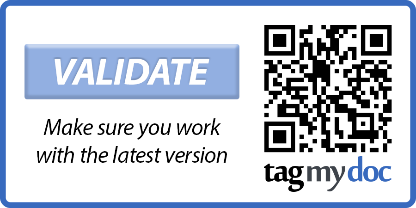 VALIDATE
Make sure you work
with the latest version
tagmydoc